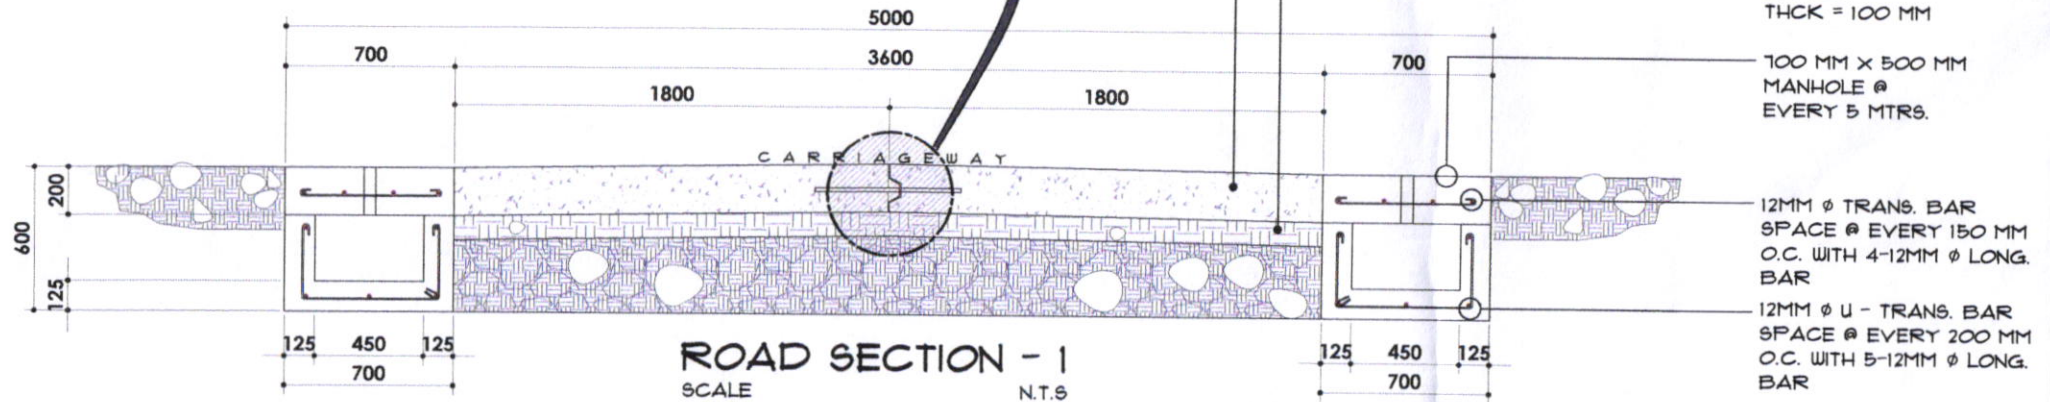 5000
THCK = 100 MM
700
3600
700
700 MM X 500 MM
MANHOLE @
EVERY 5 MTRS.
1800
1800
CARRIAGEWAY
200
600
125
12MM Ø TRANS. BAR
SPACE @ EVERY 150 MM
O.C. WITH 4-12MM Ø LONG.
BAR
12MM Ø U - TRANS. BAR
SPACE @ EVERY 200 MM
O.C. WITH 5-12MM Ø LONG.
BAR
125 450 125
700
125 450 125
700
ROAD SECTION - 1
SCALE N.T.S